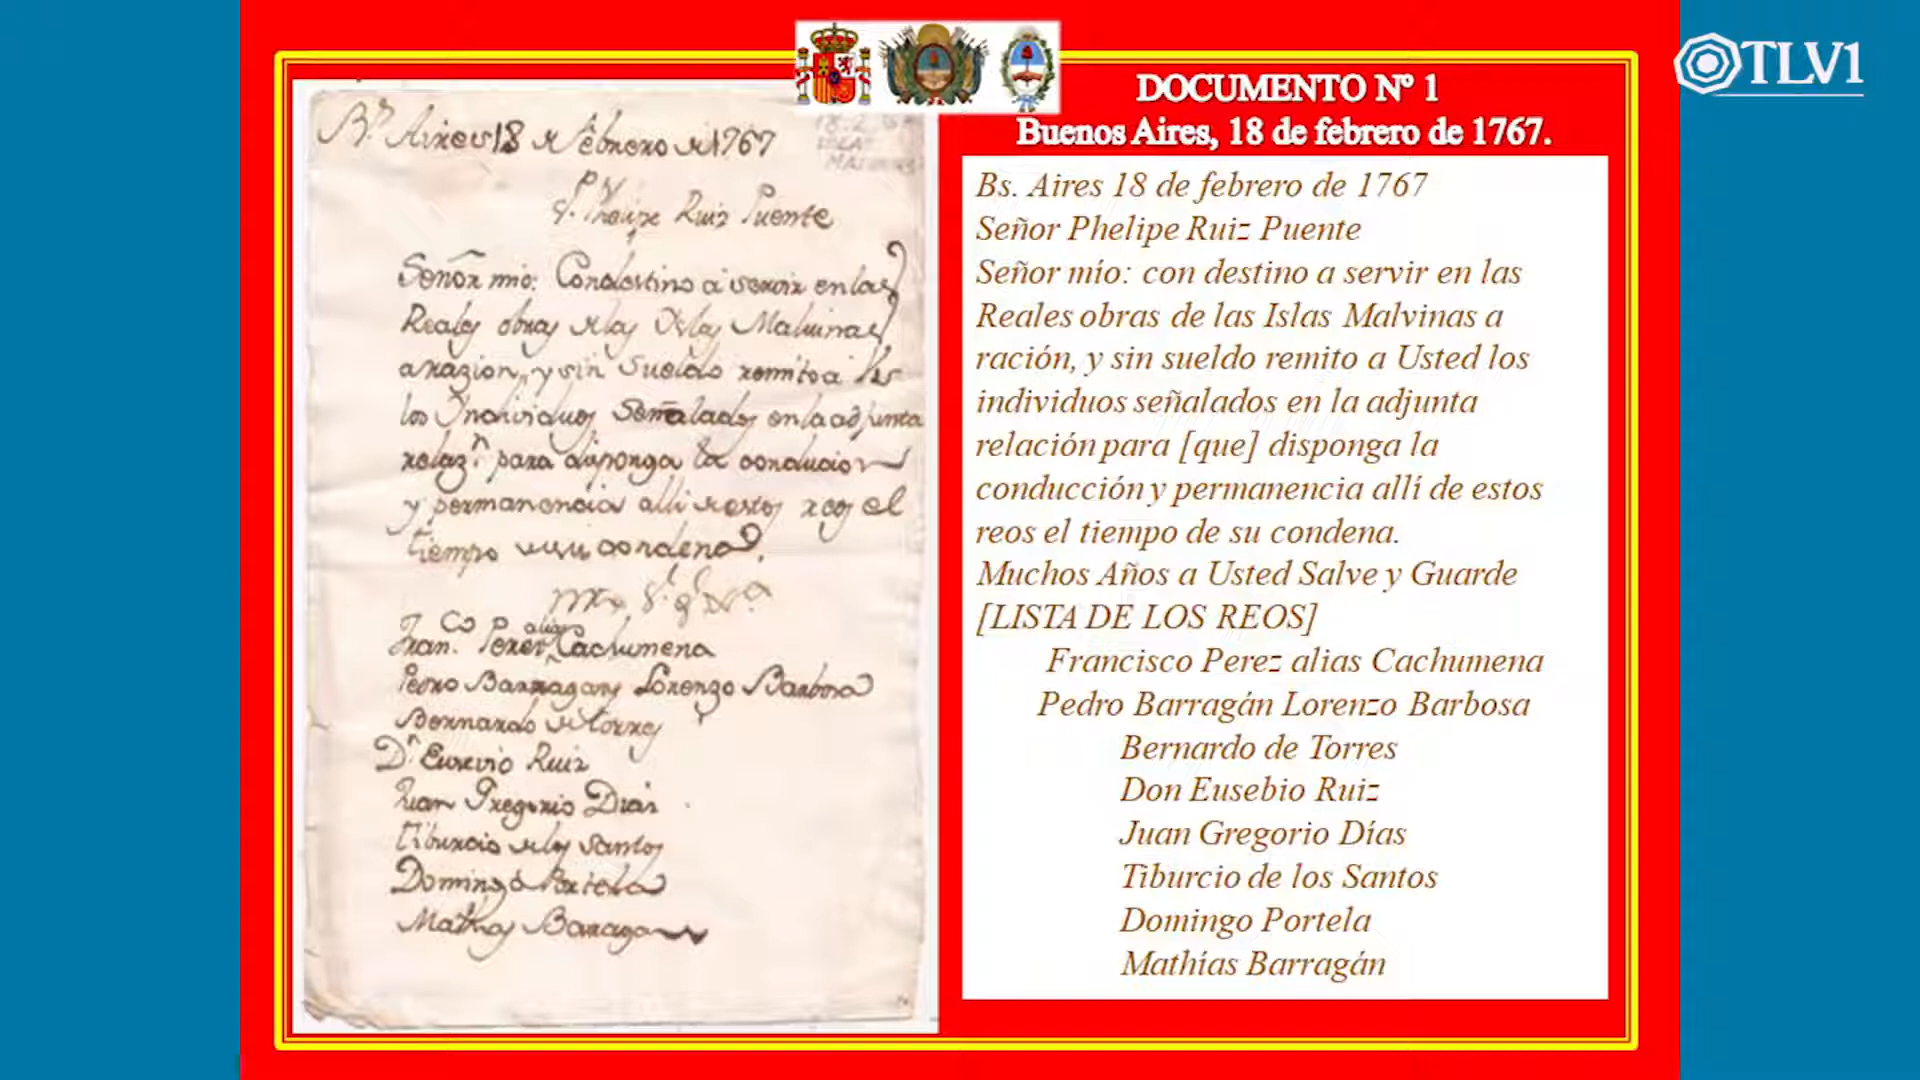 TLV1
DOCUMENTO Nº 1
Buenos Aires, 18 de febrero de 1767.
Bs. Aires 18 de febrero de 1767
Señor Phelipe Ruiz Puente
Señor mío: con destino a servir en las
Reales obras de las Islas Malvinas a
ración, y sin sueldo remito a Usted los
individuos señalados en la adjunta
relación para [que] disponga la
conducción y permanencia allí de estos
reos el tiempo de su condena.
Muchos Años a Usted Salve y Guarde
[LISTA DE LOS REOS]
Francisco Perez alias Cachumena
Pedro Barragán Lorenzo Barbosa
Bernardo de Torres
Don Eusebio Ruiz
Juan Gregorio Días
Tiburcio de los Santos
Domingo Portela
Mathías Barragán
Bs. Aires 18 de Febrero de 1767
Ruiz Puente
Señor mio: Con destino a servir en las
Reales obras de las Islas Malvinas
a razion, y sin sueldo remito a
los Individuos Señalados en la adjunta
relaz.n para disponga la conducion
y permanencia alli de estos reos el
tiempo de su condena.
Fran.co Perez alias Cachumena
Pedro Barragan Lorenzo Barbosa
Bernardo de torres
D.n Eusevio Ruiz
Juan Gregorio Dias
tiburcio de los santos
Domingo Portela
Mathias Barragan